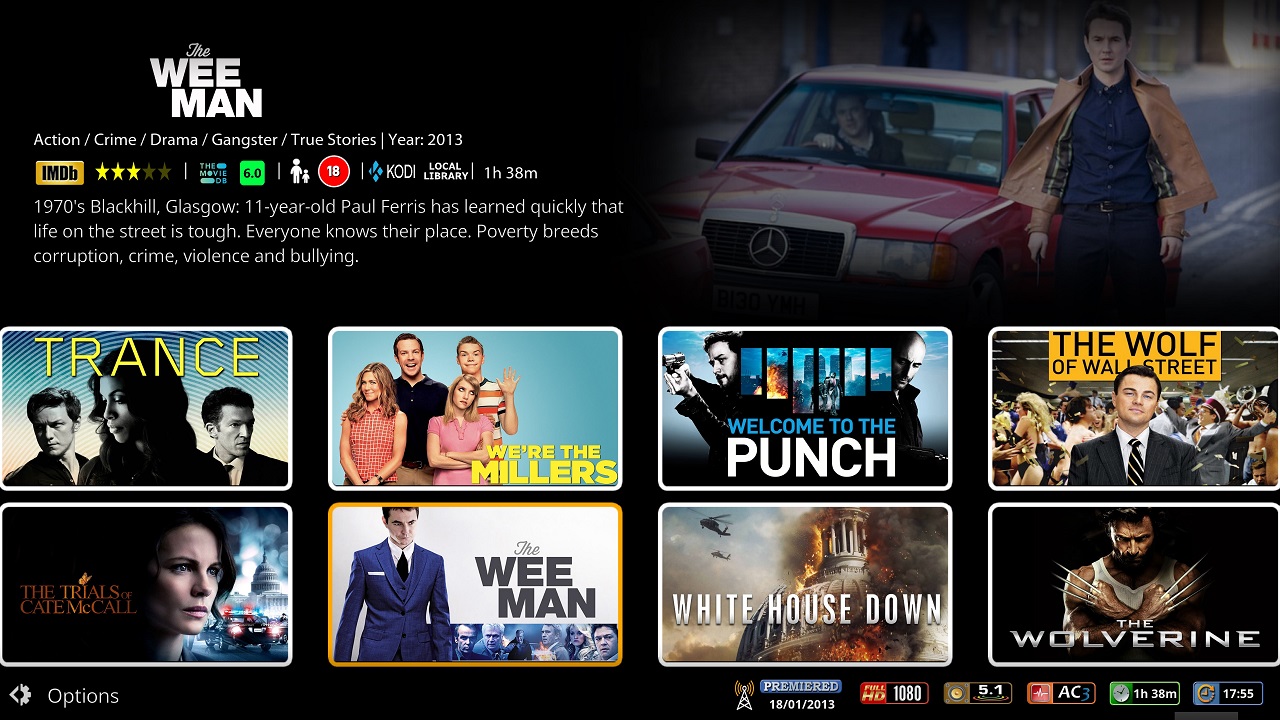 The
WEE
MAN
Action / Crime / Drama / Gangster / True Stories | Year: 2013
IMDb | THE MOVIE DB 6.0 | 18 | KODI LOCAL LIBRARY | 1h 38m
1970's Blackhill, Glasgow: 11-year-old Paul Ferris has learned quickly that
life on the street is tough. Everyone knows their place. Poverty breeds
corruption, crime, violence and bullying.
B130 YMH
TRANCE
WE'RE THE
MILLERS
WELCOME TO THE
PUNCH
THE WOLF
OF WALL STREET
THE TRIALS OF
CATE McCALL
The
WEE
MAN
WHITE HOUSE DOWN
THE
WOLVERINE
Options
PREMIERED
18/01/2013
FULL HD 1080
5.1
AC3
1h 38m
17:55